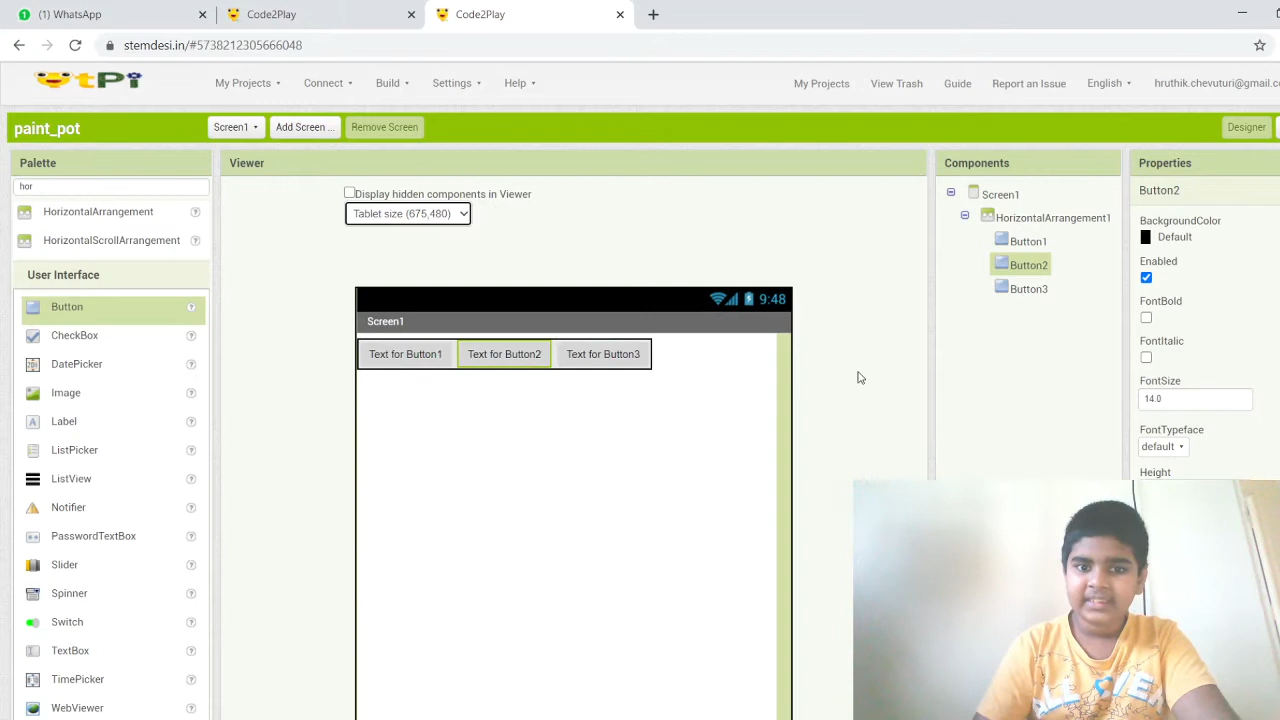 1
WhatsApp
Code2Play
Code2Play
stemdesi.in/#5738212305666048
tPi
My Projects
Connect
Build
Settings
Help
My Projects
View Trash
Guide
Report an Issue
English
hruthik.chevuturi@gmail.co
paint_pot
Screen1
Add Screen ...
Remove Screen
Designer
Palette
Viewer
Components
Properties
hor
HorizontalArrangement
HorizontalScrollArrangement
User Interface
Button
CheckBox
DatePicker
Image
Label
ListPicker
ListView
Notifier
PasswordTextBox
Slider
Spinner
Switch
TextBox
TimePicker
WebViewer
Display hidden components in Viewer
Tablet size (675,480)
9:48
Screen1
Text for Button1
Text for Button2
Text for Button3
Screen1
HorizontalArrangement1
Button1
Button2
Button3
Button2
BackgroundColor
Default
Enabled
FontBold
FontItalic
FontSize
14.0
FontTypeface
default
Height